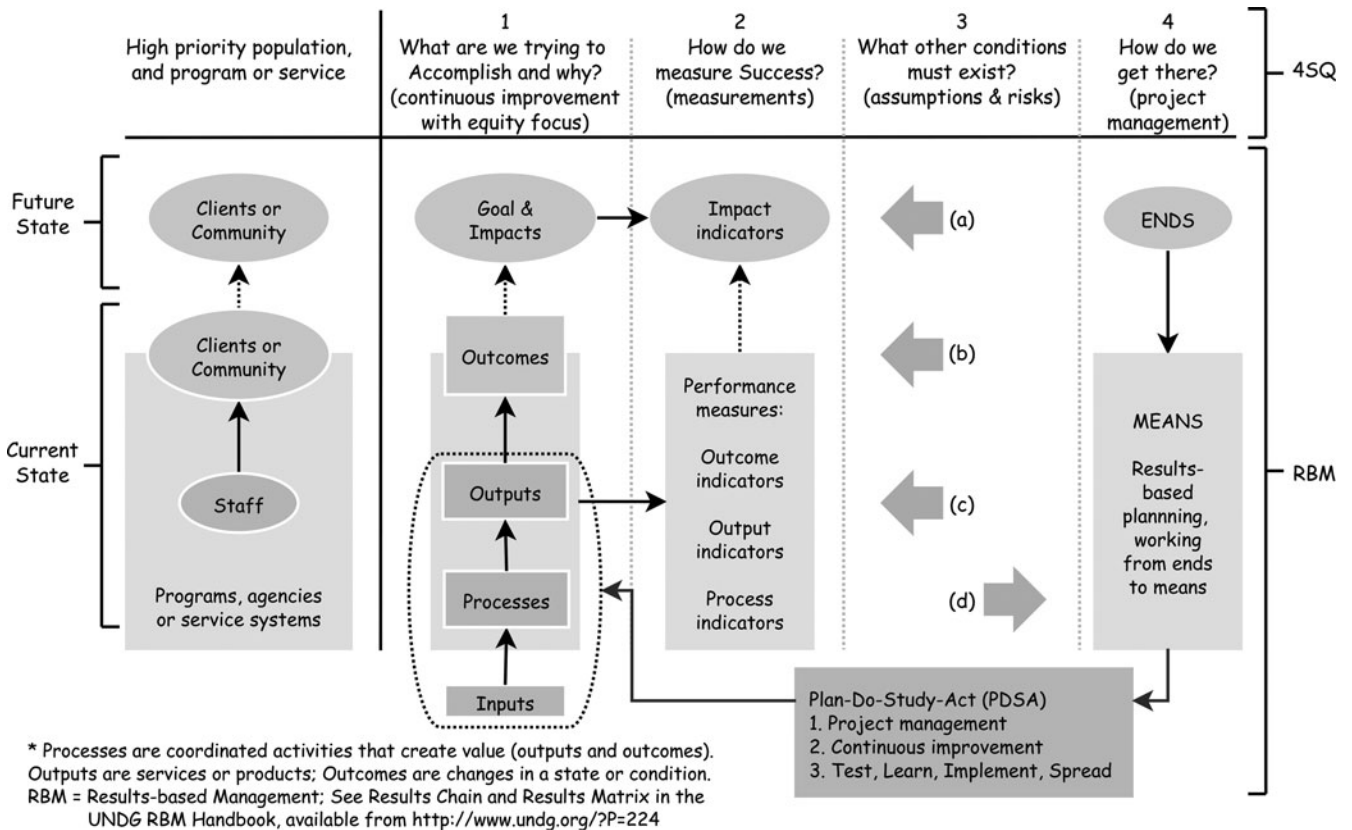 High priority population,
and program or service
1
What are we trying to
Accomplish and why?
(continuous improvement
with equity focus)
2
How do we
measure Success?
(measurements)
3
What other conditions
must exist?
(assumptions & risks)
4
How do we
get there?
(project
management)
4SQ
Future
State
Clients or
Community
Goal &
Impacts
Impact
indicators
(a)
ENDS
Current
State
Clients or
Community
Staff
Programs, agencies
or service systems
Outcomes
Outputs
Processes
Inputs
Performance
measures:
Outcome
indicators
Output
indicators
Process
indicators
(b)
(c)
(d)
MEANS
Results-
based
plannning,
working
from ends
to means
RBM
Plan-Do-Study-Act (PDSA)
1. Project management
2. Continuous improvement
3. Test, Learn, Implement, Spread
* Processes are coordinated activities that create value (outputs and outcomes).
Outputs are services or products; Outcomes are changes in a state or condition.
RBM = Results-based Management; See Results Chain and Results Matrix in the
UNDG RBM Handbook, available from http://www.undg.org/?P=224